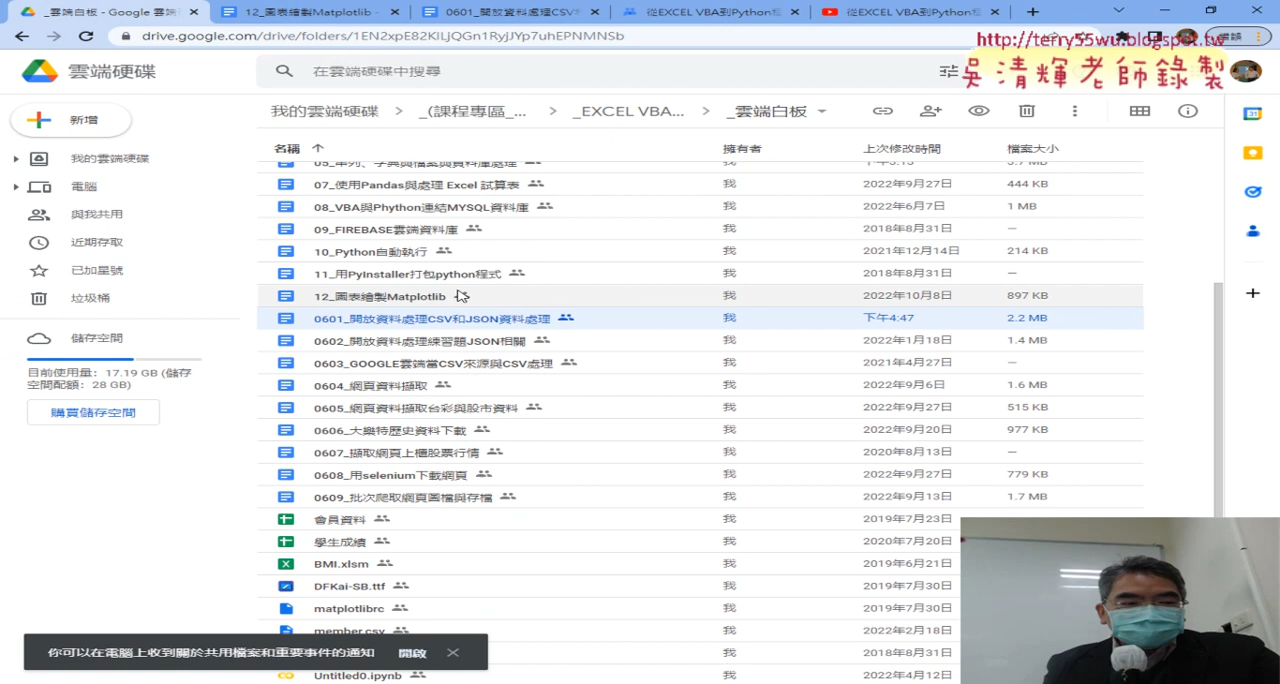 _雲端白板 - Google 雲端
12_圖表繪製Matplotlib -
0601_開放資料處理CSV
從EXCEL VBA到Python
從EXCEL VBA到Python
drive.google.com/drive/folders/1EN2xpE82KlLJQGn1RyJJYp7uhEPNMNSb
http://terry55wu.blogspot.tw
吳清輝老師錄製
雲端硬碟
在雲端硬碟中搜尋
新增
我的雲端硬碟 > _(課程專區_... > _EXCEL VBA... > _雲端白板
名稱 擁有者 上次修改時間 檔案大小
我的雲端硬碟
電腦
與我共用
近期存取
已加星號
垃圾桶
儲存空間
目前使用量： 17.19 GB (儲存
空間配額： 28 GB)
購買儲存空間
05_串列、字典與檔案與資料庫處理 我 下午3:13 3.7 MB
07_使用Pandas與處理 Excel 試算表 我 2022年9月27日 444 KB
08_VBA與Phython連結MYSQL資料庫 我 2022年6月7日 1 MB
09_FIREBASE雲端資料庫 我 2018年8月31日 —
10_Python自動執行 我 2021年12月14日 214 KB
11_用PyInstaller打包python程式 我 2018年8月31日 —
12_圖表繪製Matplotlib 我 2022年10月8日 897 KB
0601_開放資料處理CSV和JSON資料處理 我 下午4:47 2.2 MB
0602_開放資料處理練習題JSON相關 我 2022年1月18日 1.4 MB
0603_GOOGLE雲端當CSV來源與CSV處理 我 2021年4月27日 —
0604_網頁資料擷取 我 2022年9月6日 1.6 MB
0605_網頁資料擷取台彩與股市資料 我 2022年9月27日 515 KB
0606_大樂特歷史資料下載 我 2022年9月20日 977 KB
0607_擷取網頁上櫃股票行情 我 2020年8月13日 —
0608_用selenium下載網頁 我 2022年9月27日 779 KB
0609_批次爬取網頁圖檔與存檔 我 2022年9月13日 1.7 MB
會員資料 我 2019年7月23日
學生成績 我 2020年7月20日
BMI.xlsm 我 2019年6月21日
DFKai-SB.ttf 我 2019年7月30日
matplotlibrc 我 2019年7月30日
member.csv 我 2022年2月18日
我 2018年8月31日
Untitled0.ipynb 我 2022年4月12日
你可以在電腦上收到關於共用檔案和重要事件的通知 開啟